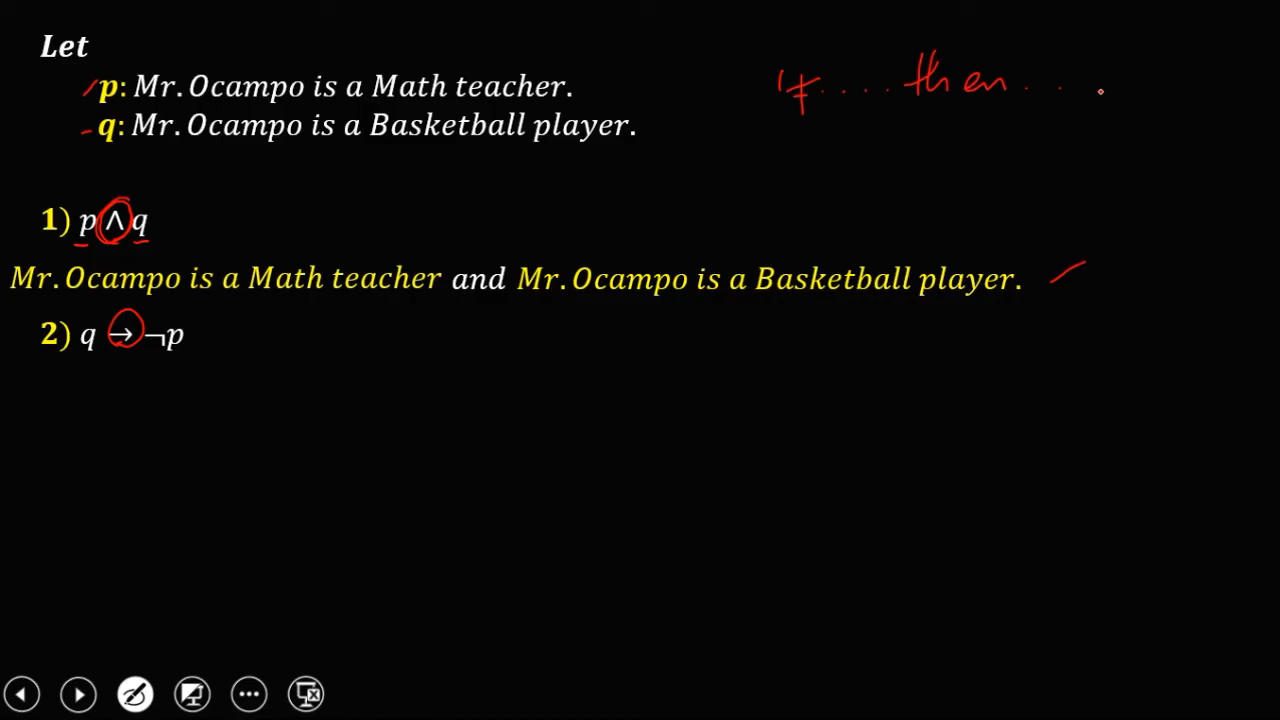 Let
p: Mr. Ocampo is a Math teacher.
if .... then ....
q: Mr. Ocampo is a Basketball player.
1) p ∧ q
Mr. Ocampo is a Math teacher and Mr. Ocampo is a Basketball player.
2) q → ¬p